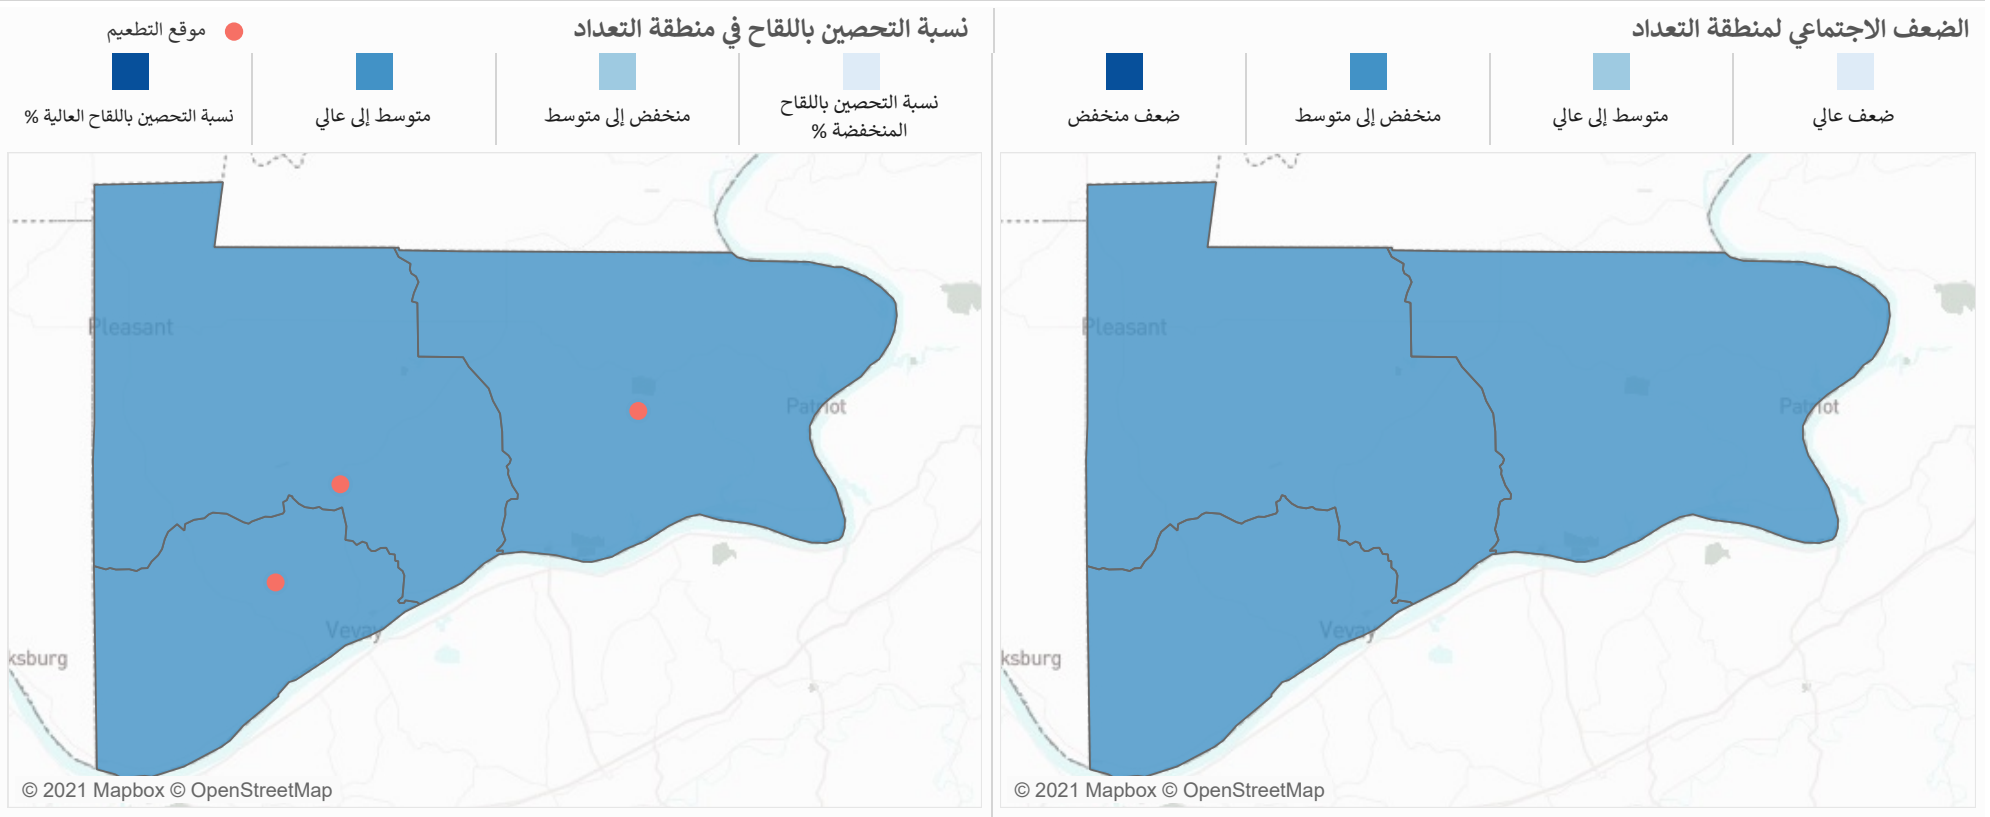 الضعف الاجتماعي لمنطقة التعداد
ضعف عالي
متوسط إلى عالي
منخفض إلى متوسط
ضعف منخفض
Pleasant
Patriot
Vevay
ksburg
© 2021 Mapbox © OpenStreetMap
نسبة التحصين باللقاح في منطقة التعداد
موقع التطعيم
نسبة التحصين باللقاح
المنخفضة %
منخفض إلى متوسط
متوسط إلى عالي
نسبة التحصين باللقاح العالية %
Pleasant
Patriot
Vevay
ksburg
© 2021 Mapbox © OpenStreetMap